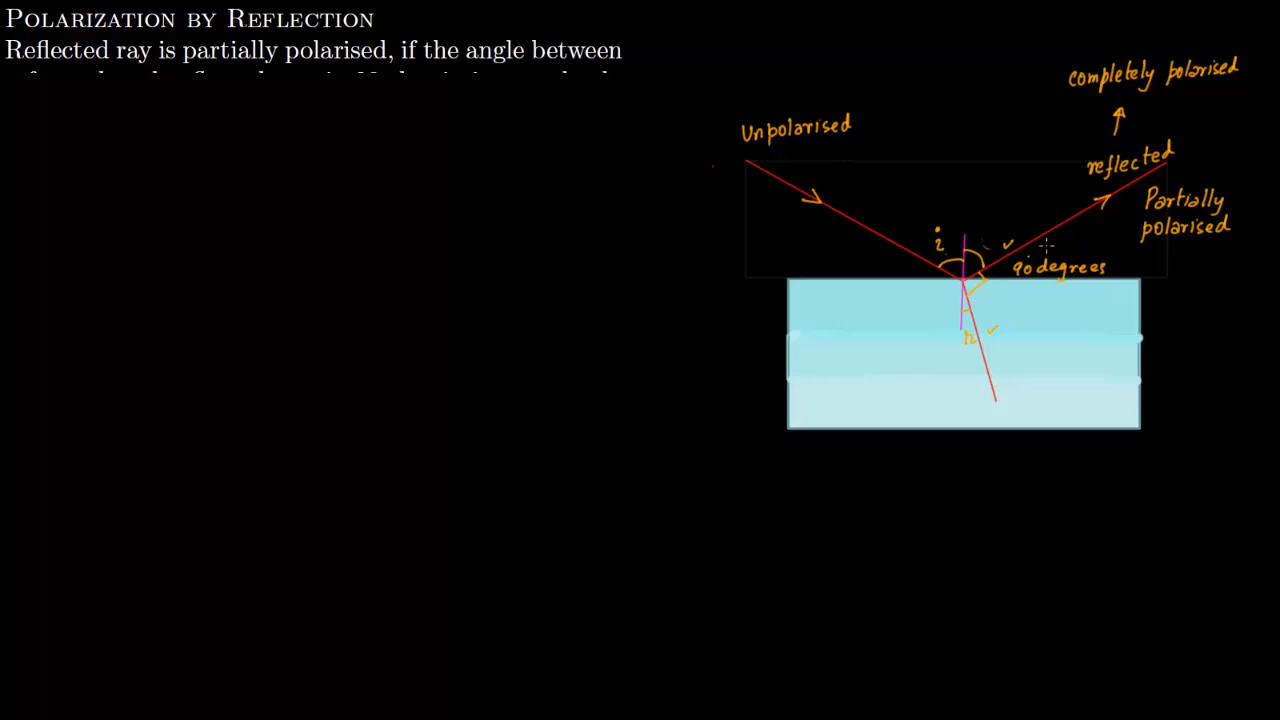 Polarization by Reflection
Reflected ray is partially polarised, if the angle between
completely polarised
Unpolarised
reflected
Partially
polarised
i
90 degrees
r